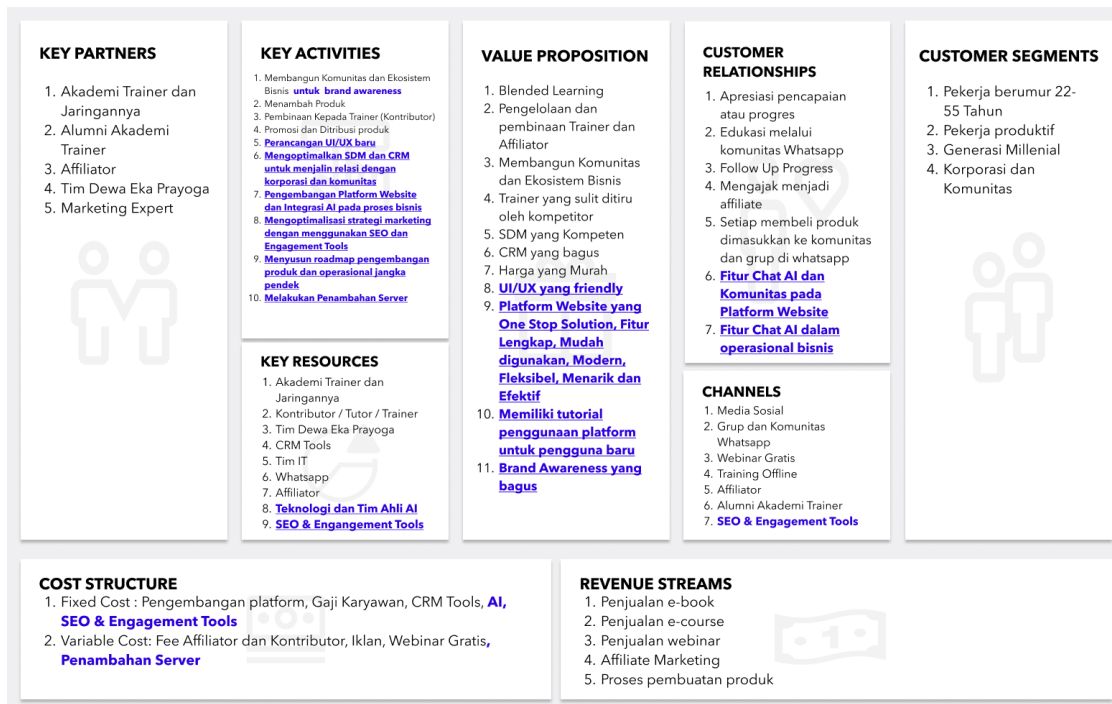 KEY PARTNERS
1. Akademi Trainer dan
Jaringannya
2. Alumni Akademi
Trainer
3. Affiliator
4. Tim Dewa Eka Prayoga
5. Marketing Expert
KEY ACTIVITIES
1. Membangun Komunitas dan Ekosistem
Bisnis untuk brand awareness
2. Menambah Produk
3. Pembinaan Kepada Trainer (Kontributor)
4. Promosi dan Ditribusi produk
5. Perancangan UI/UX baru
6. Mengoptimalkan SDM dan CRM
untuk menjalin relasi dengan
korporasi dan komunitas
7. Pengembangan Platform Website
dan Integrasi AI pada proses bisnis
8. Mengoptimalisasi strategi marketing
dengan menggunakan SEO dan
Engagement Tools
9. Menyusun roadmap pengembangan
produk dan operasional jangka
pendek
10. Melakukan Penambahan Server
KEY RESOURCES
1. Akademi Trainer dan
Jaringannya
2. Kontributor / Tutor / Trainer
3. Tim Dewa Eka Prayoga
4. CRM Tools
5. Tim IT
6. Whatsapp
7. Affiliator
8. Teknologi dan Tim Ahli AI
9. SEO & Engangement Tools
VALUE PROPOSITION
1. Blended Learning
2. Pengelolaan dan
pembinaan Trainer dan
Affiliator
3. Membangun Komunitas
dan Ekosistem Bisnis
4. Trainer yang sulit ditiru
oleh kompetitor
5. SDM yang Kompeten
6. CRM yang bagus
7. Harga yang Murah
8. UI/UX yang friendly
9. Platform Website yang
One Stop Solution, Fitur
Lengkap, Mudah
digunakan, Modern,
Fleksibel, Menarik dan
Efektif
10. Memiliki tutorial
penggunaan platform
untuk pengguna baru
11. Brand Awareness yang
bagus
CUSTOMER
RELATIONSHIPS
1. Apresiasi pencapaian
atau progres
2. Edukasi melalui
komunitas Whatsapp
3. Follow Up Progress
4. Mengajak menjadi
affiliate
5. Setiap membeli produk
dimasukkan ke komunitas
dan grup di whatsapp
6. Fitur Chat AI dan
Komunitas pada
Platform Website
7. Fitur Chat AI dalam
operasional bisnis
CHANNELS
1. Media Sosial
2. Grup dan Komunitas
Whatsapp
3. Webinar Gratis
4. Training Offline
5. Affiliator
6. Alumni Akademi Trainer
7. SEO & Engagement Tools
CUSTOMER SEGMENTS
1. Pekerja berumur 22-
55 Tahun
2. Pekerja produktif
3. Generasi Millenial
4. Korporasi dan
Komunitas
COST STRUCTURE
1. Fixed Cost : Pengembangan platform, Gaji Karyawan, CRM Tools, AI,
SEO & Engagement Tools
2. Variable Cost: Fee Affiliator dan Kontributor, Iklan, Webinar Gratis,
Penambahan Server
REVENUE STREAMS
1. Penjualan e-book
2. Penjualan e-course
3. Penjualan webinar
4. Affiliate Marketing
5. Proses pembuatan produk